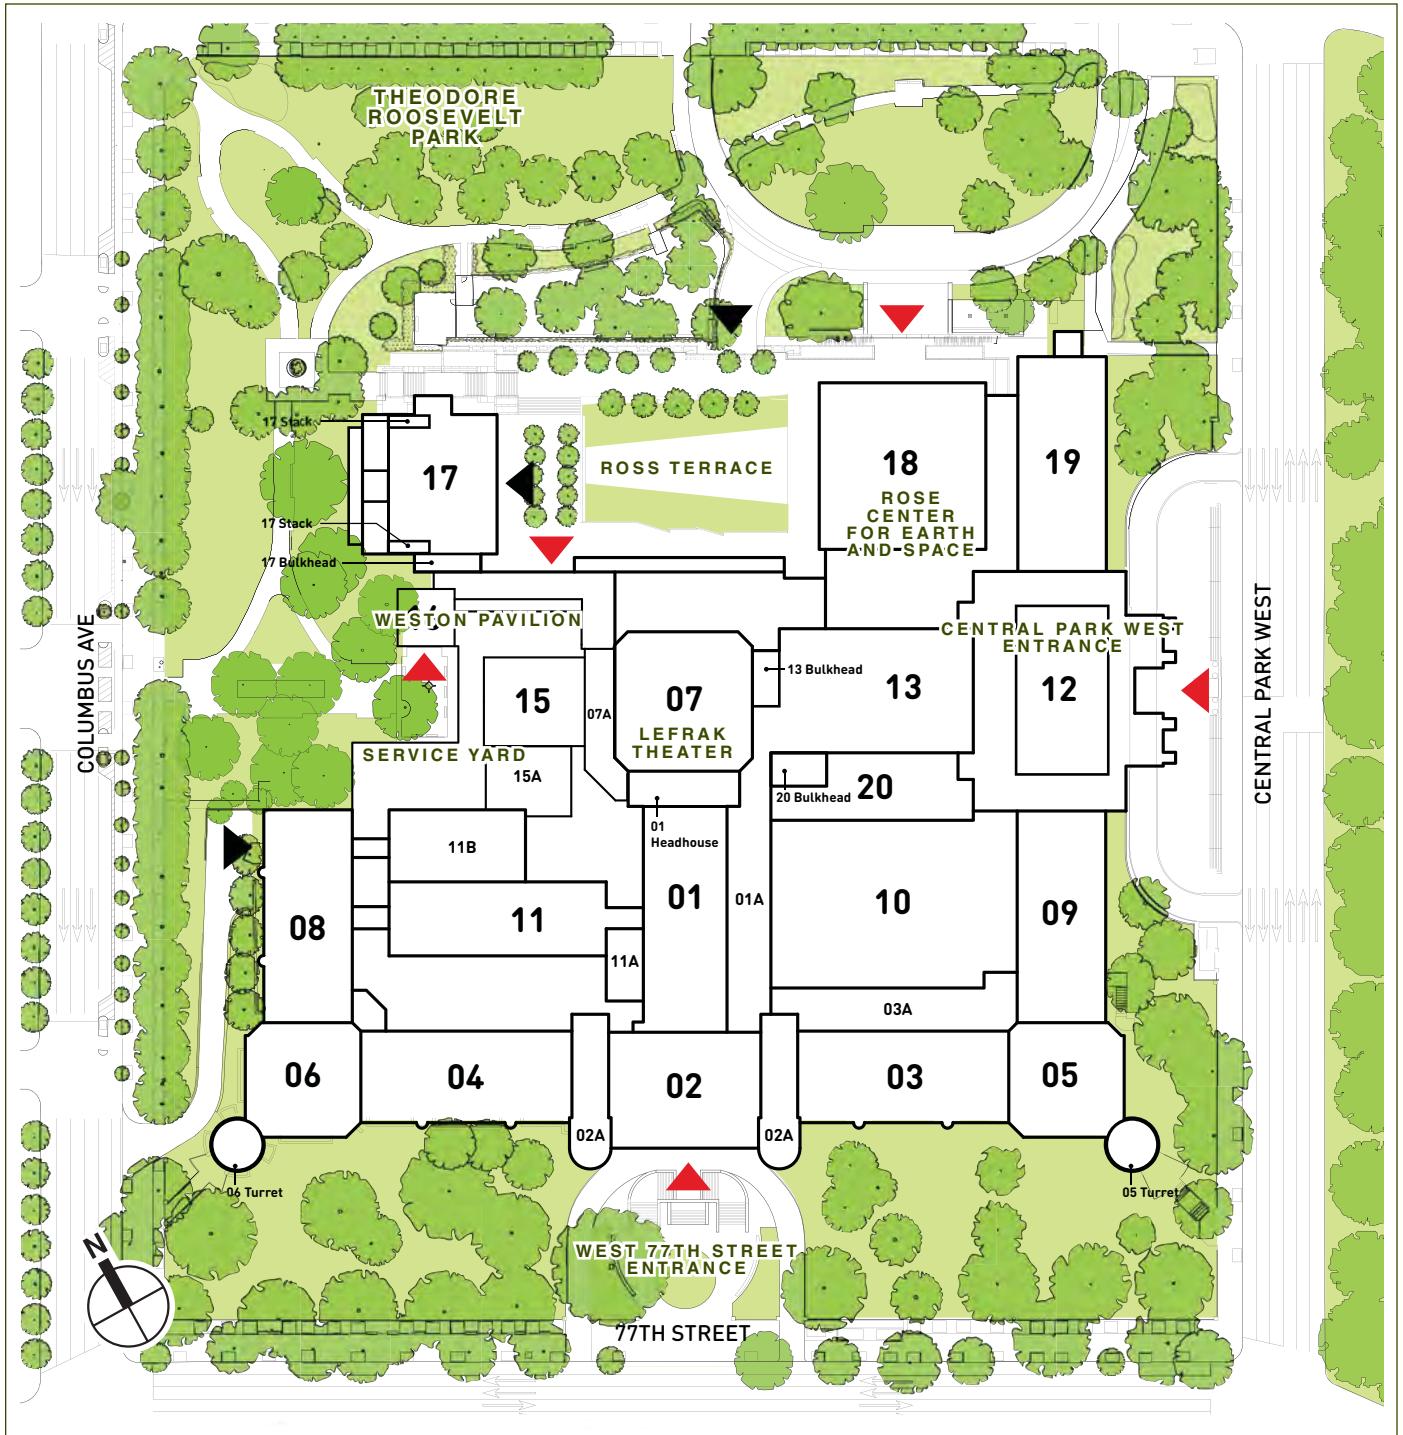 THEODORE
ROOSEVELT
PARK
17 Stack
17
ROSS TERRACE
18
ROSE
CENTER
FOR EARTH
AND SPACE
19
17 Stack
17 Bulkhead
WESTON PAVILION
CENTRAL PARK WEST
ENTRANCE
COLUMBUS AVE
CENTRAL PARK WEST
13 Bulkhead
15
07A
07
LEFRAK
THEATER
13
12
SERVICE YARD
15A
20 Bulkhead
20
01
Headhouse
11B
08
11
11A
01
01A
10
09
03A
06
04
02
03
05
02A
02A
06 Turret
05 Turret
N
WEST 77TH STREET
ENTRANCE
77TH STREET